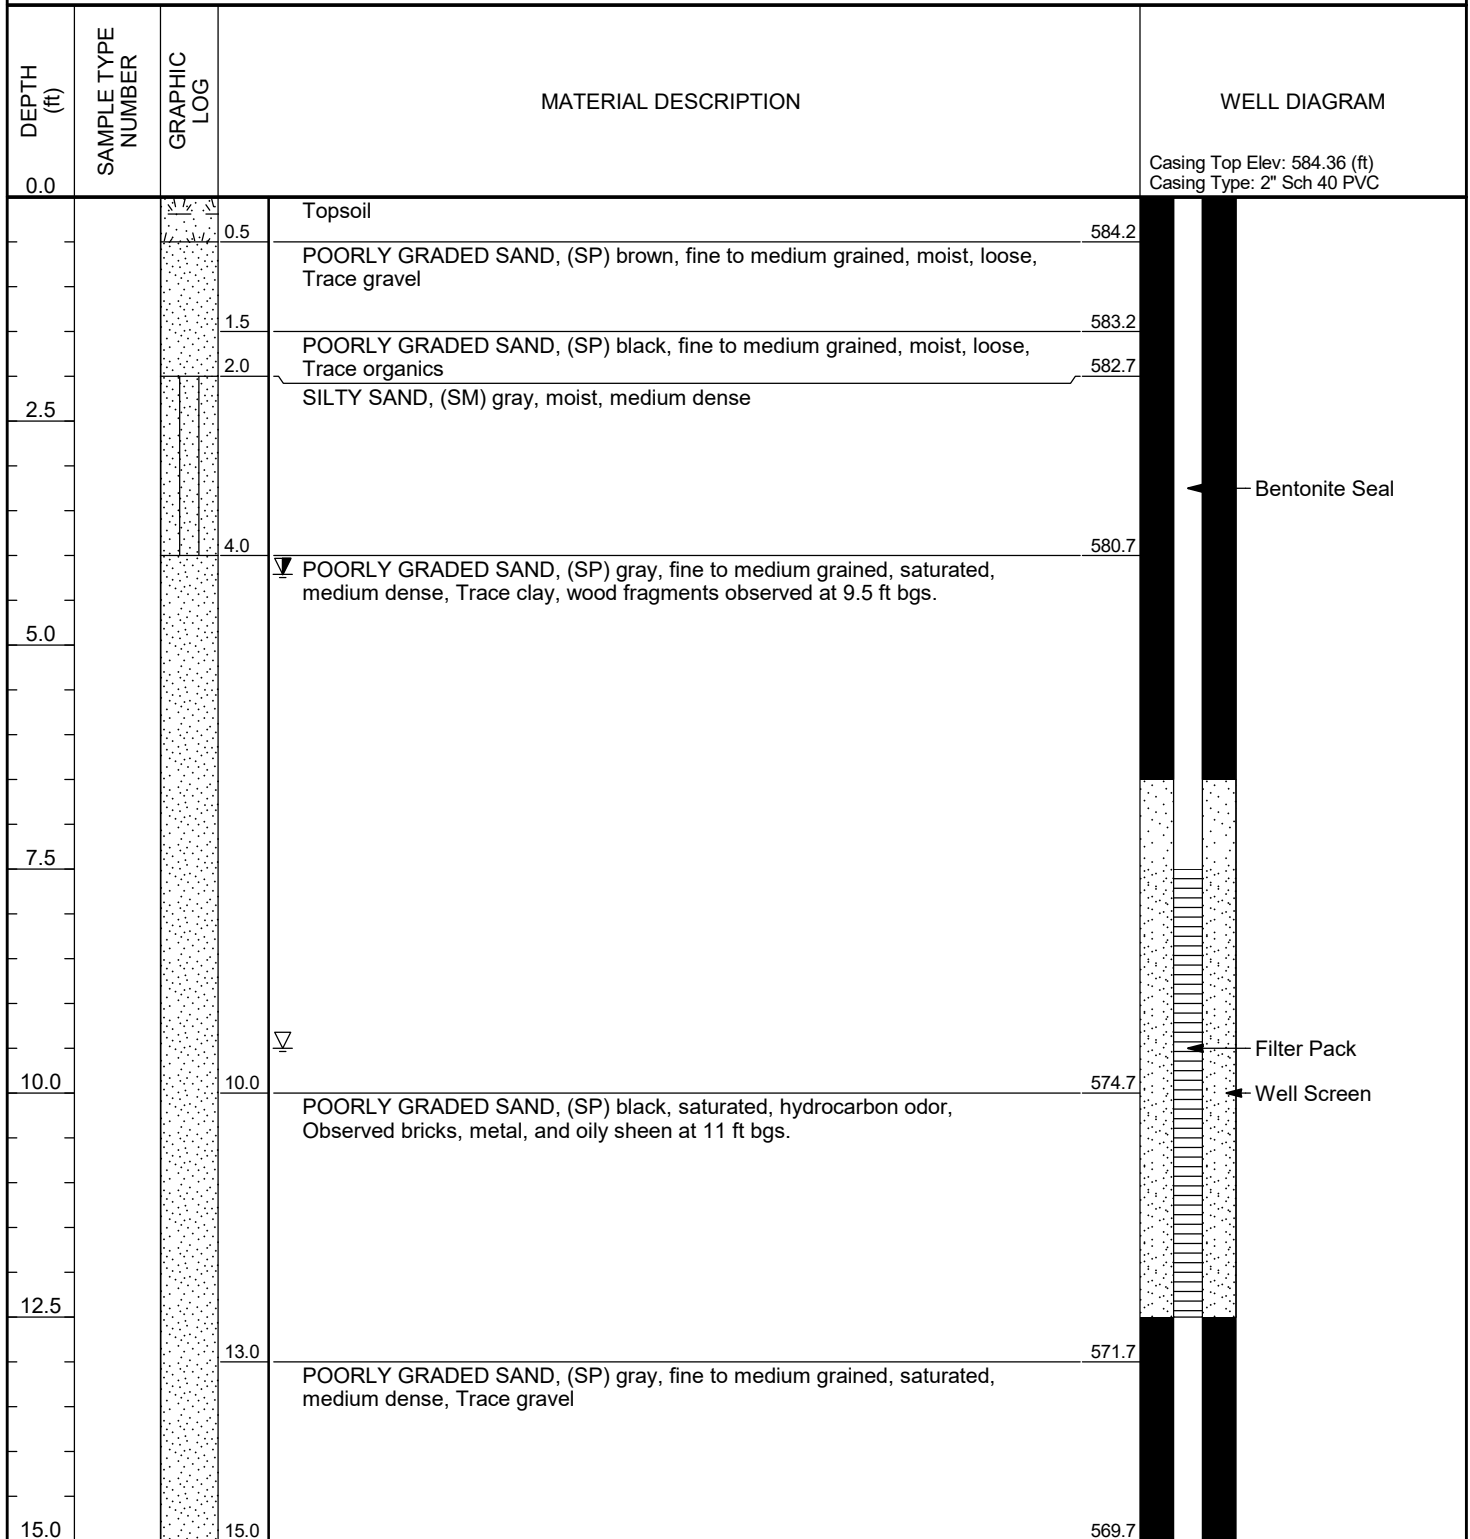 DEPTH
(ft)
SAMPLE TYPE
NUMBER
GRAPHIC
LOG
MATERIAL DESCRIPTION
WELL DIAGRAM
Casing Top Elev: 584.36 (ft)
Casing Type: 2" Sch 40 PVC
0.0
Topsoil
0.5 584.2
POORLY GRADED SAND, (SP) brown, fine to medium grained, moist, loose,
Trace gravel
1.5 583.2
POORLY GRADED SAND, (SP) black, fine to medium grained, moist, loose,
Trace organics
2.0 582.7
SILTY SAND, (SM) gray, moist, medium dense
2.5
Bentonite Seal
4.0 580.7
POORLY GRADED SAND, (SP) gray, fine to medium grained, saturated,
medium dense, Trace clay, wood fragments observed at 9.5 ft bgs.
5.0
7.5
Filter Pack
10.0 10.0 574.7
Well Screen
POORLY GRADED SAND, (SP) black, saturated, hydrocarbon odor,
Observed bricks, metal, and oily sheen at 11 ft bgs.
12.5
13.0 571.7
POORLY GRADED SAND, (SP) gray, fine to medium grained, saturated,
medium dense, Trace gravel
15.0 15.0 569.7